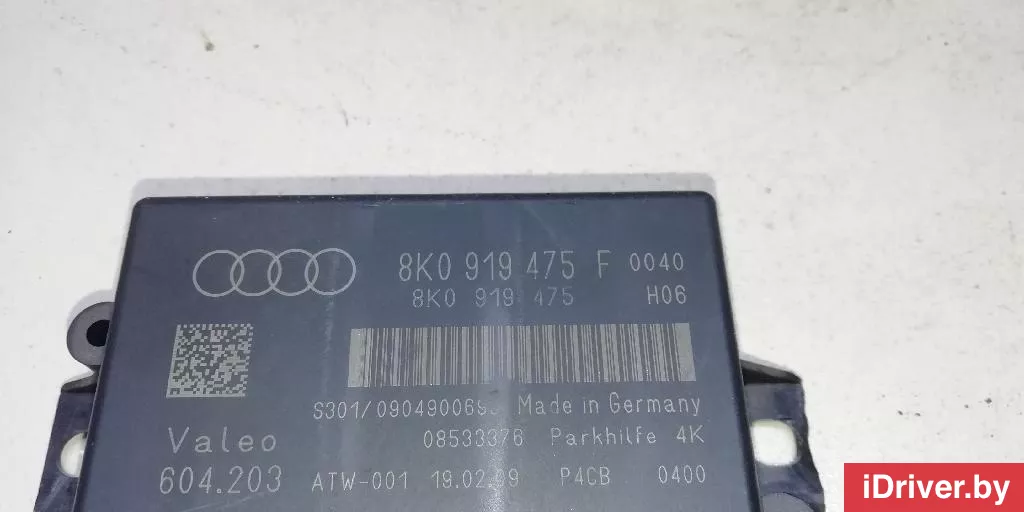 8K0 919 475 F 0040
8K0 919 475 H06
Made in Germany
Valeo 08533376 Parkhilfe 4K
604.203 ATW-001 P4CB 0400
iDriver.by